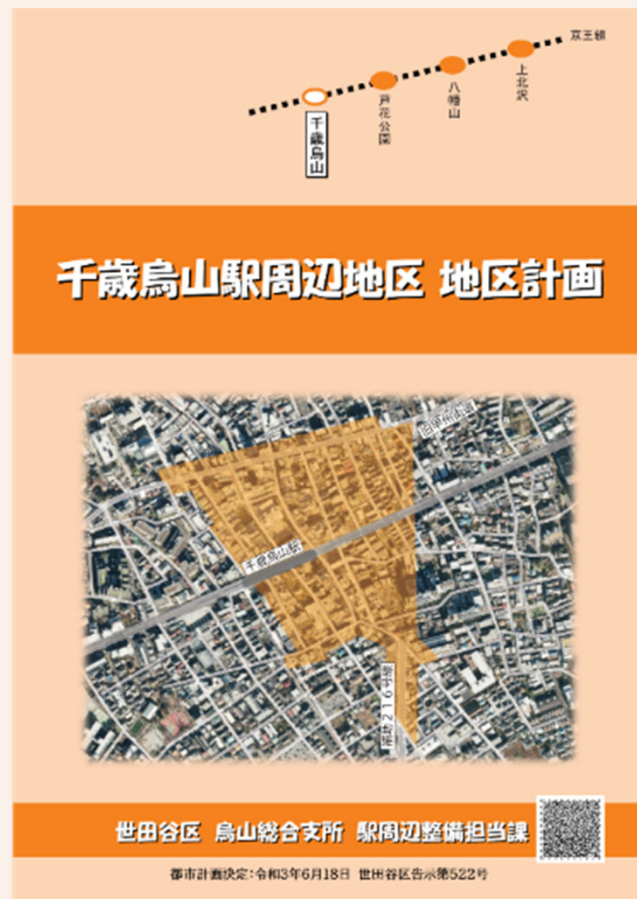 京王線
上北沢
八幡山
芦花公園
千歳烏山
千歳烏山駅周辺地区 地区計画
旧甲州街道
千歳烏山駅
補助216号線
世田谷区 烏山総合支所 駅周辺整備担当課
都市計画決定:令和3年6月18日 世田谷区告示第522号